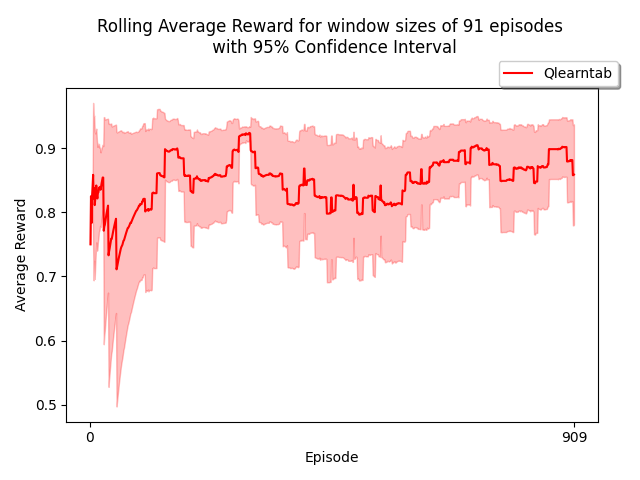 Rolling Average Reward for window sizes of 91 episodes
with 95% Confidence Interval
Qlearntab
Average Reward
0.9
0.8
0.7
0.6
0.5
0
909
Episode